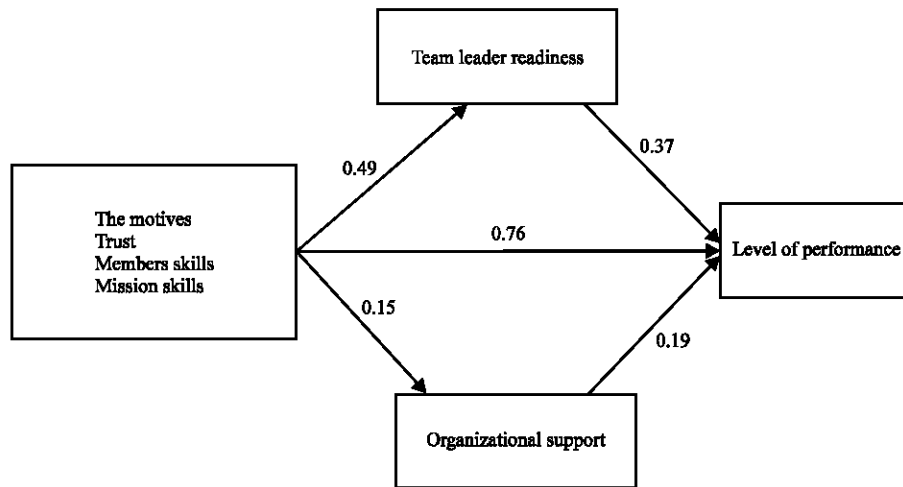 Team leader readiness
0.49
0.37
The motives
Trust
Members skills
Mission skills
0.76
Level of performance
0.15
0.19
Organizational support